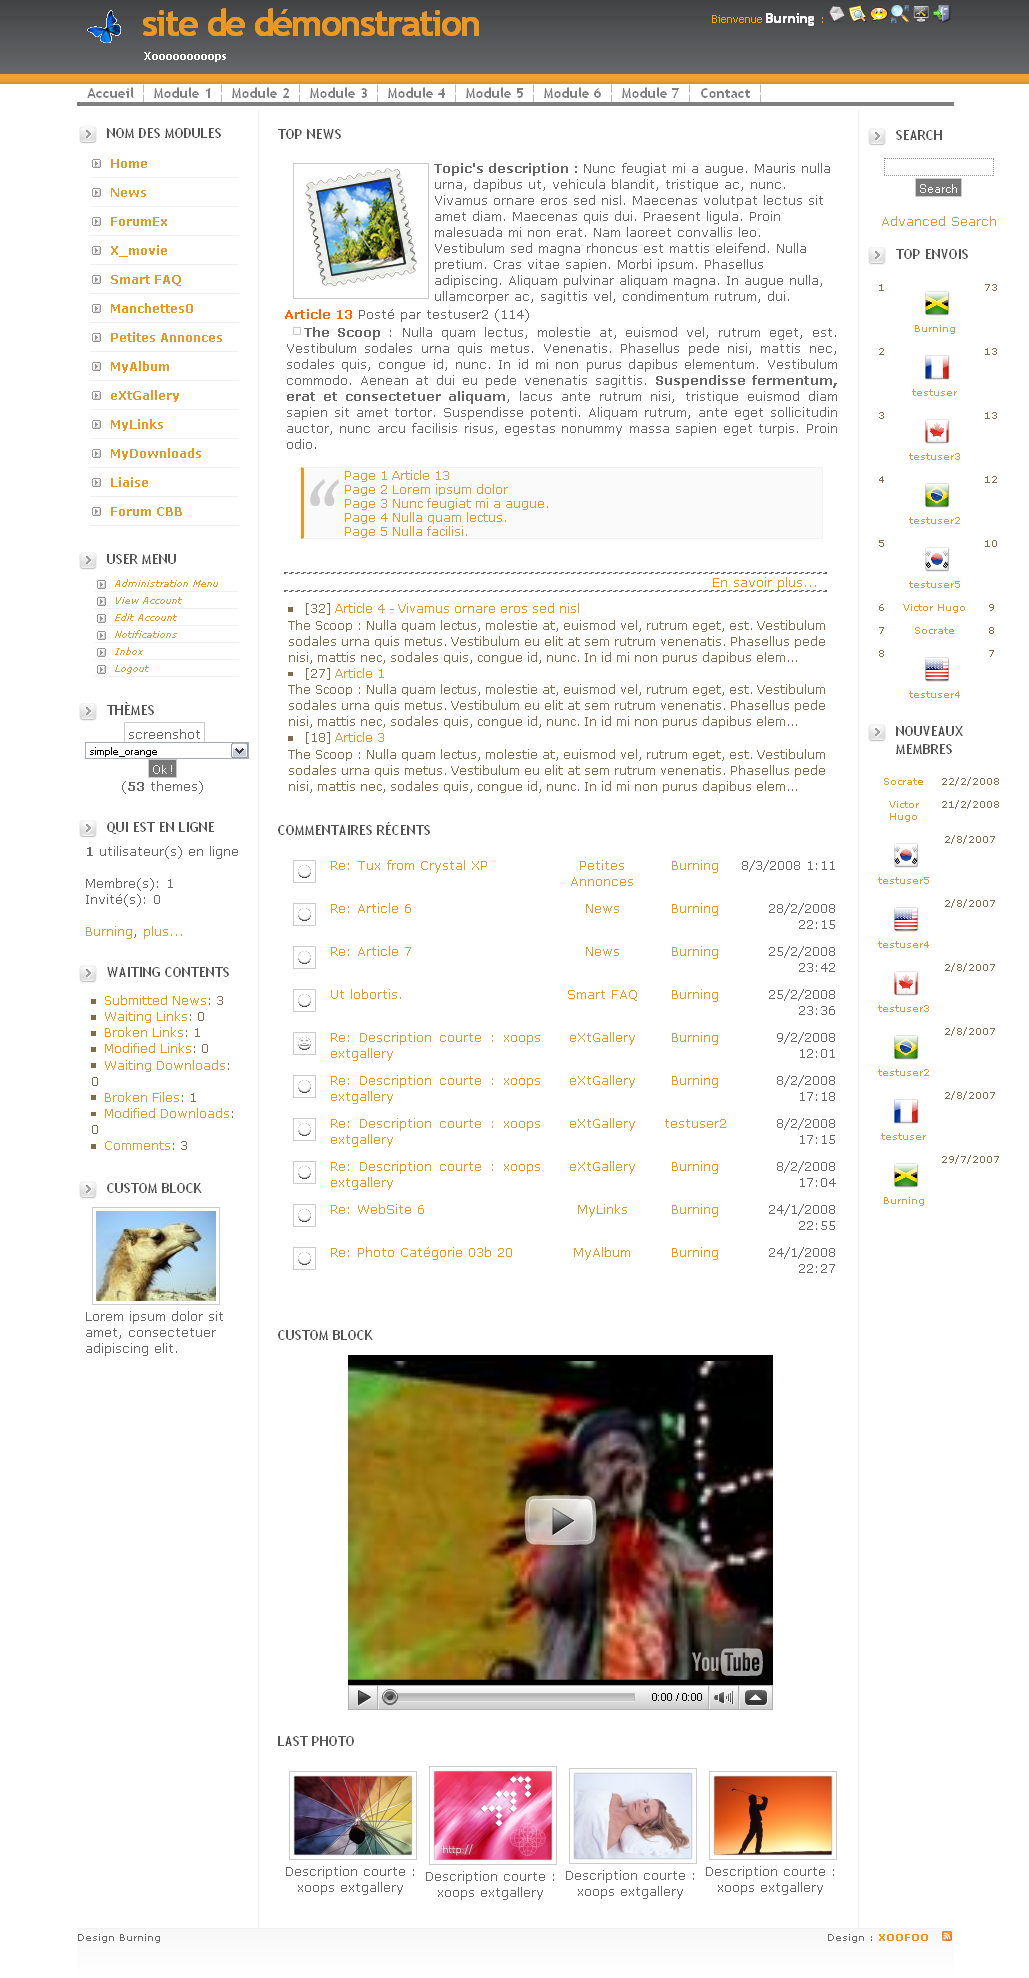 site de démonstration
Xoooooooops
Bienvenue Burning :
Accueil Module 1 Module 2 Module 3 Module 4 Module 5 Module 6 Module 7 Contact
NOM DES MODULES
Home
News
ForumEx
X_movie
Smart FAQ
Manchettes0
Petites Annonces
MyAlbum
eXtGallery
MyLinks
MyDownloads
Liaise
Forum CBB
USER MENU
Administration Menu
View Account
Edit Account
Notifications
Inbox
Logout
THÈMES
screenshot
simple_orange
Ok !
(53 themes)
QUI EST EN LIGNE
1 utilisateur(s) en ligne
Membre(s): 1
Invité(s): 0
Burning, plus...
WAITING CONTENTS
Submitted News: 3
Waiting Links: 0
Broken Links: 1
Modified Links: 0
Waiting Downloads:
0
Broken Files: 1
Modified Downloads:
0
Comments: 3
CUSTOM BLOCK
Lorem ipsum dolor sit
amet, consectetuer
adipiscing elit.
TOP NEWS
Topic's description : Nunc feugiat mi a augue. Mauris nulla
urna, dapibus ut, vehicula blandit, tristique ac, nunc.
Vivamus ornare eros sed nisl. Maecenas volutpat lectus sit
amet diam. Maecenas quis dui. Praesent ligula. Proin
malesuada mi non erat. Nam laoreet convallis leo.
Vestibulum sed magna rhoncus est mattis eleifend. Nulla
pretium. Cras vitae sapien. Morbi ipsum. Phasellus
adipiscing. Aliquam pulvinar aliquam magna. In augue nulla,
ullamcorper ac, sagittis vel, condimentum rutrum, dui.
Article 13 Posté par testuser2 (114)
The Scoop : Nulla quam lectus, molestie at, euismod vel, rutrum eget, est.
Vestibulum sodales urna quis metus. Venenatis. Phasellus pede nisi, mattis nec,
sodales quis, congue id, nunc. In id mi non purus dapibus elementum. Vestibulum
commodo. Aenean at dui eu pede venenatis sagittis. Suspendisse fermentum,
erat et consectetuer aliquam, lacus ante rutrum nisi, tristique euismod diam
sapien sit amet tortor. Suspendisse potenti. Aliquam rutrum, ante eget sollicitudin
auctor, nunc arcu facilisis risus, egestas nonummy massa sapien eget turpis. Proin
odio.
Page 1 Article 13
Page 2 Lorem ipsum dolor
Page 3 Nunc feugiat mi a augue.
Page 4 Nulla quam lectus.
Page 5 Nulla facilisi.
En savoir plus...
[32] Article 4 - Vivamus ornare eros sed nisl
The Scoop : Nulla quam lectus, molestie at, euismod vel, rutrum eget, est. Vestibulum
sodales urna quis metus. Vestibulum eu elit at sem rutrum venenatis. Phasellus pede
nisi, mattis nec, sodales quis, congue id, nunc. In id mi non purus dapibus elem...
[27] Article 1
The Scoop : Nulla quam lectus, molestie at, euismod vel, rutrum eget, est. Vestibulum
sodales urna quis metus. Vestibulum eu elit at sem rutrum venenatis. Phasellus pede
nisi, mattis nec, sodales quis, congue id, nunc. In id mi non purus dapibus elem...
[18] Article 3
The Scoop : Nulla quam lectus, molestie at, euismod vel, rutrum eget, est. Vestibulum
sodales urna quis metus. Vestibulum eu elit at sem rutrum venenatis. Phasellus pede
nisi, mattis nec, sodales quis, congue id, nunc. In id mi non purus dapibus elem...
COMMENTAIRES RÉCENTS
Re: Tux from Crystal XP Petites Burning 8/3/2008 1:11
Annonces
Re: Article 6 News Burning 28/2/2008
22:15
Re: Article 7 News Burning 25/2/2008
23:42
Ut lobortis. Smart FAQ Burning 25/2/2008
23:36
Re: Description courte : xoops eXtGallery Burning 9/2/2008
extgallery 12:01
Re: Description courte : xoops eXtGallery Burning 8/2/2008
extgallery 17:18
Re: Description courte : xoops eXtGallery testuser2 8/2/2008
extgallery 17:15
Re: Description courte : xoops eXtGallery Burning 8/2/2008
extgallery 17:04
Re: WebSite 6 MyLinks Burning 24/1/2008
22:55
Re: Photo Catégorie 03b 20 MyAlbum Burning 24/1/2008
22:27
CUSTOM BLOCK
YouTube
0:00 / 0:00
LAST PHOTO
http://
Description courte : Description courte : Description courte : Description courte :
xoops extgallery xoops extgallery xoops extgallery xoops extgallery
SEARCH
Search
Advanced Search
TOP ENVOIS
1 73
Burning
2 13
testuser
3 13
testuser3
4 12
testuser2
5 10
testuser5
6 Victor Hugo 9
7 Socrate 8
8 7
testuser4
NOUVEAUX
MEMBRES
Socrate 22/2/2008
Victor 21/2/2008
Hugo
2/8/2007
testuser5
2/8/2007
testuser4
2/8/2007
testuser3
2/8/2007
testuser2
2/8/2007
testuser
29/7/2007
Burning
Design Burning
Design : XOOFOO